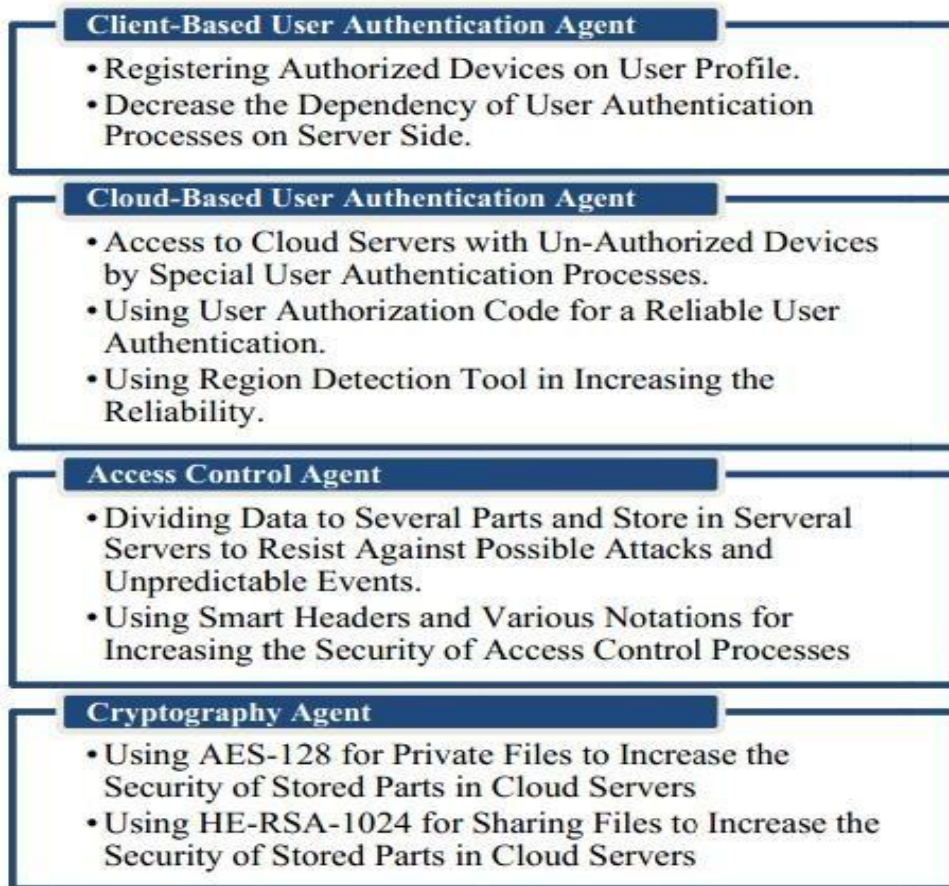 Client-Based User Authentication Agent
• Registering Authorized Devices on User Profile.
• Decrease the Dependency of User Authentication
Processes on Server Side.
Cloud-Based User Authentication Agent
• Access to Cloud Servers with Un-Authorized Devices
by Special User Authentication Processes.
• Using User Authorization Code for a Reliable User
Authentication.
• Using Region Detection Tool in Increasing the
Reliability.
Access Control Agent
• Dividing Data to Several Parts and Store in Serveral
Servers to Resist Against Possible Attacks and
Unpredictable Events.
• Using Smart Headers and Various Notations for
Increasing the Security of Access Control Processes
Cryptography Agent
• Using AES-128 for Private Files to Increase the
Security of Stored Parts in Cloud Servers
• Using HE-RSA-1024 for Sharing Files to Increase the
Security of Stored Parts in Cloud Servers